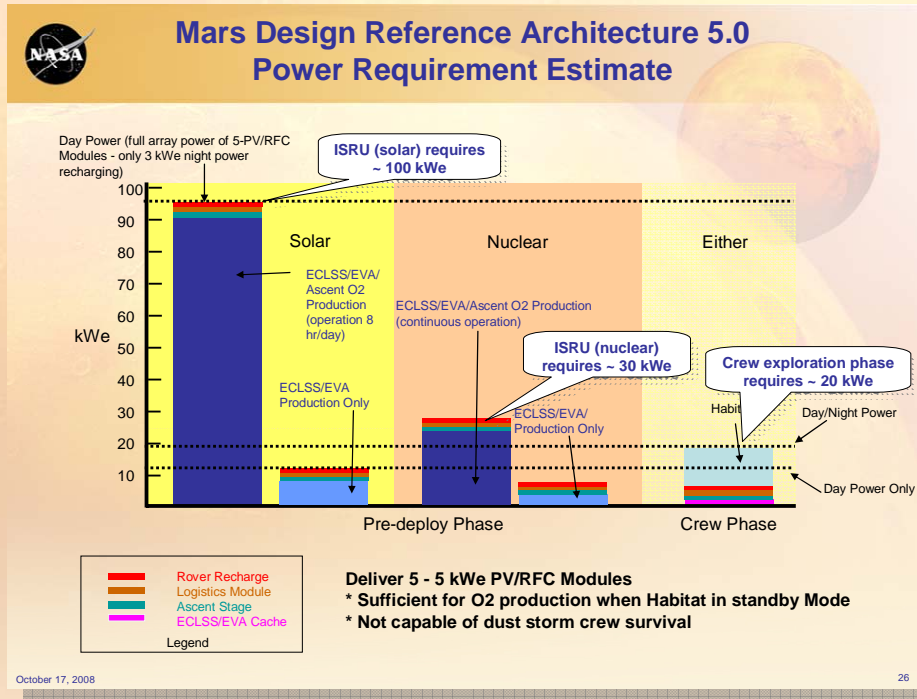 NASA
Mars Design Reference Architecture 5.0
Power Requirement Estimate
Day Power (full array power of 5-PV/RFC
Modules - only 3 kWe night power
recharging)
ISRU (solar) requires
~ 100 kWe
100
90
80
70
60
50
40
30
20
10
kWe
Solar
Nuclear
Either
ECLSS/EVA/
Ascent O2
Production
(operation 8
hr/day)
ECLSS/EVA
Production Only
ECLSS/EVA/Ascent O2 Production
(continuous operation)
ISRU (nuclear)
requires ~ 30 kWe
ECLSS/EVA/
Production Only
Crew exploration phase
requires ~ 20 kWe
Habit
Day/Night Power
Day Power Only
Pre-deploy Phase
Crew Phase
Rover Recharge
Logistics Module
Ascent Stage
ECLSS/EVA Cache
Legend
Deliver 5 - 5 kWe PV/RFC Modules
* Sufficient for O2 production when Habitat in standby Mode
* Not capable of dust storm crew survival
October 17, 2008
26